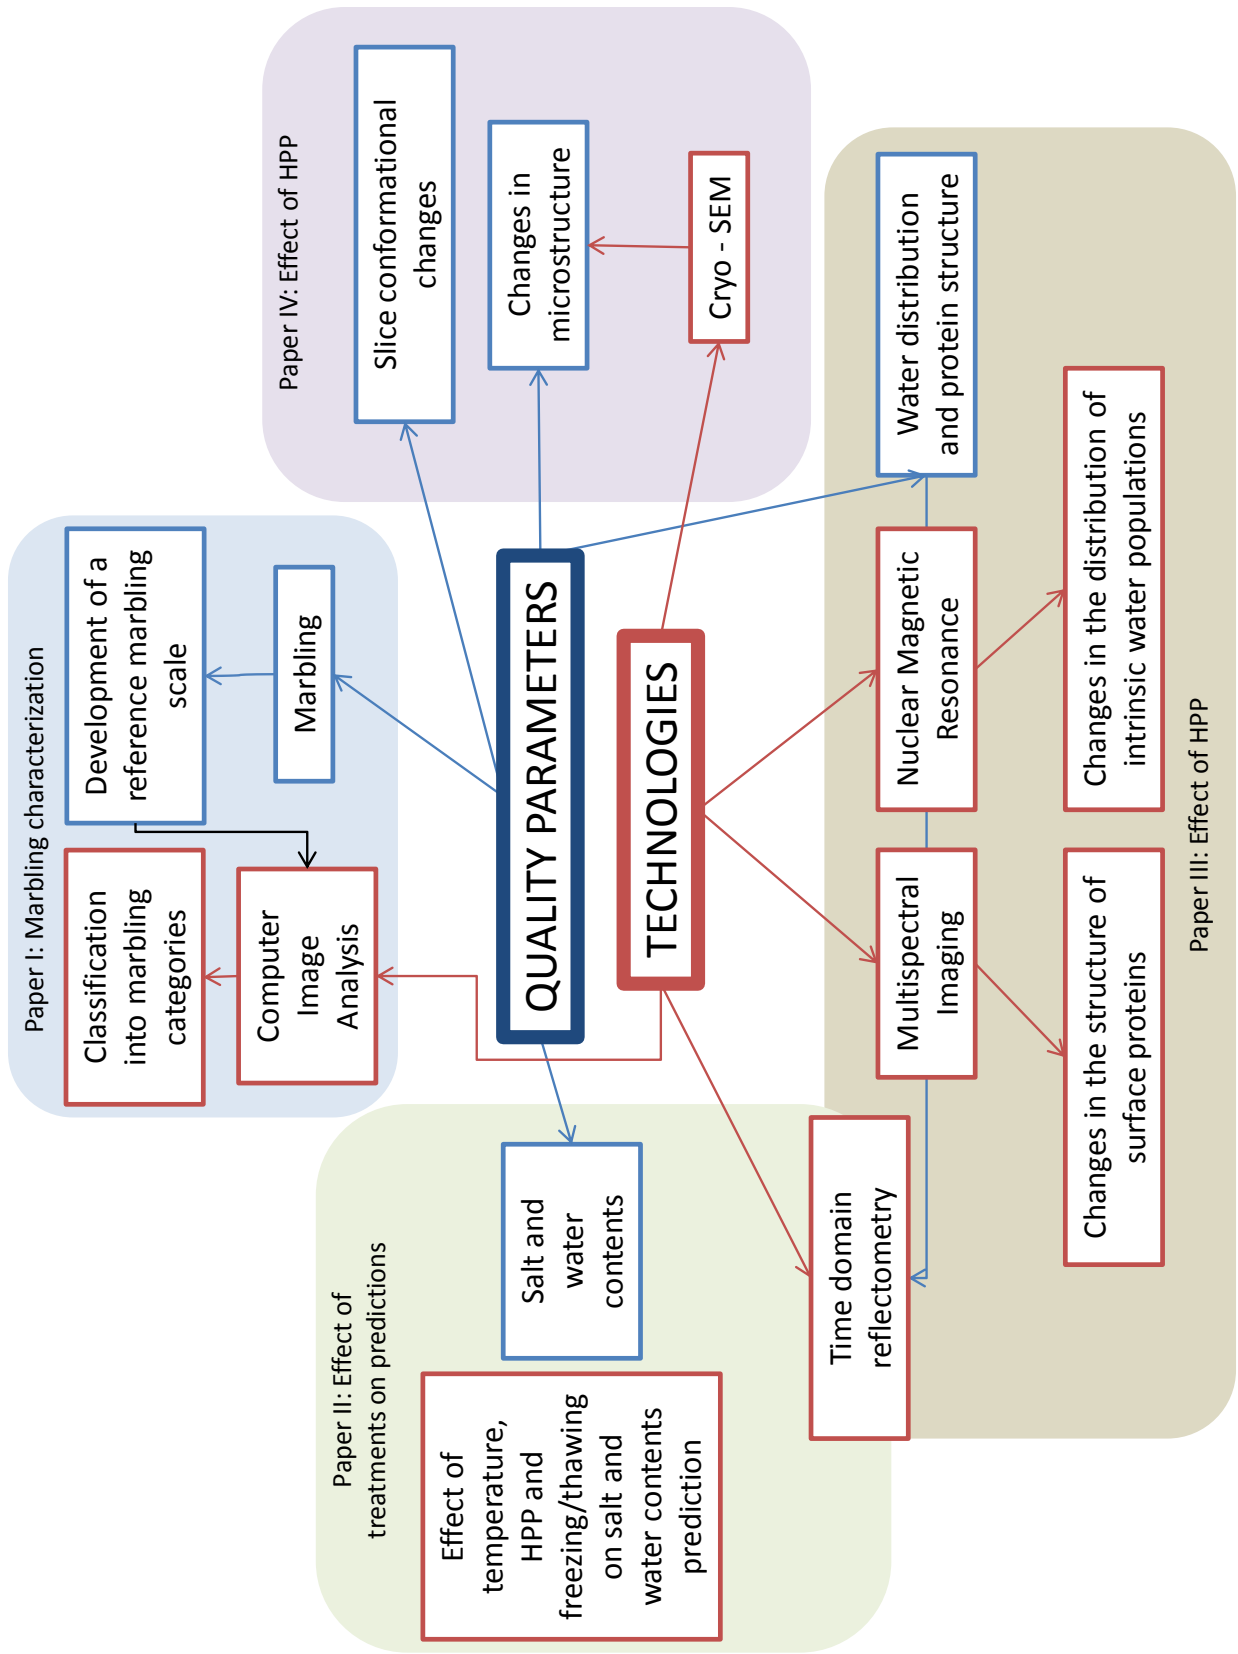 Paper I: Marbling characterization
Classification
into marbling
categories
Development of a
reference marbling
scale
Computer
Image
Analysis
Marbling
Paper IV: Effect of HPP
Slice conformational
changes
Changes in
microstructure
Cryo - SEM
Paper II: Effect of
treatments on predictions
Effect of
temperature,
HPP and
freezing/thawing
on salt and
water contents
prediction
Salt and
water
contents
QUALITY PARAMETERS
TECHNOLOGIES
Time domain
reflectometry
Multispectral
Imaging
Nuclear Magnetic
Resonance
Water distribution
and protein structure
Changes in the structure of
surface proteins
Changes in the distribution of
intrinsic water populations
Paper III: Effect of HPP